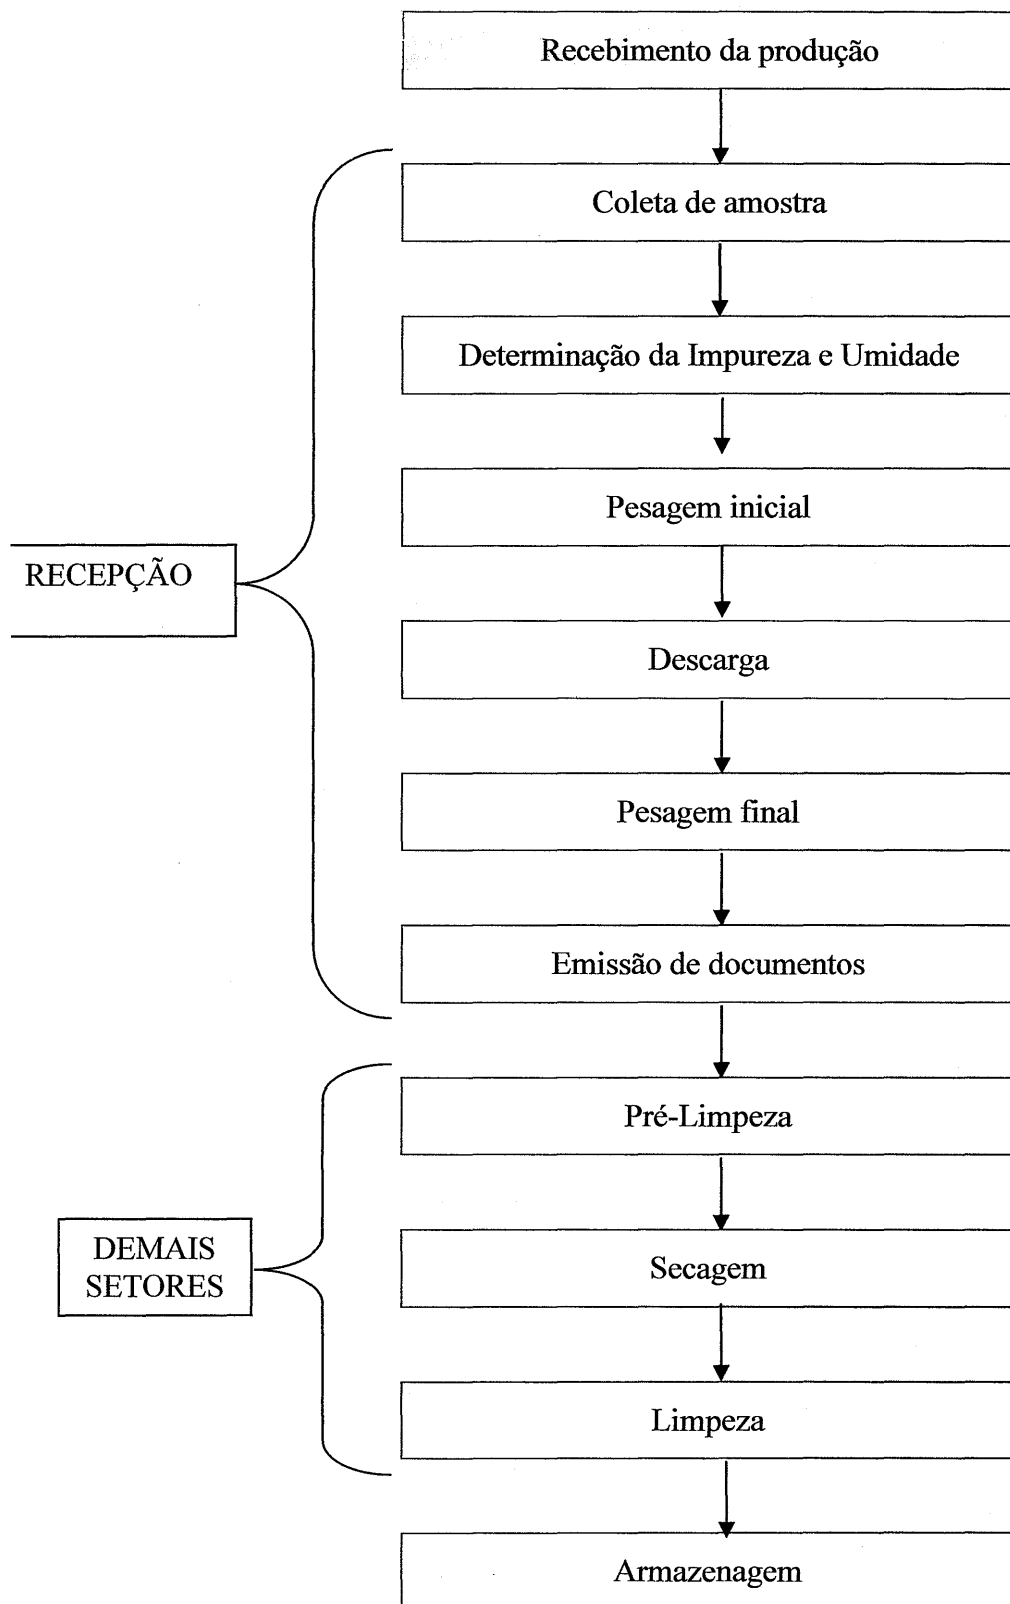 Recebimento da produção
Coleta de amostra
Determinação da Impureza e Umidade
Pesagem inicial
RECEPÇÃO
Descarga
Pesagem final
Emissão de documentos
Pré-Limpeza
DEMAIS
SETORES
Secagem
Limpeza
Armazenagem